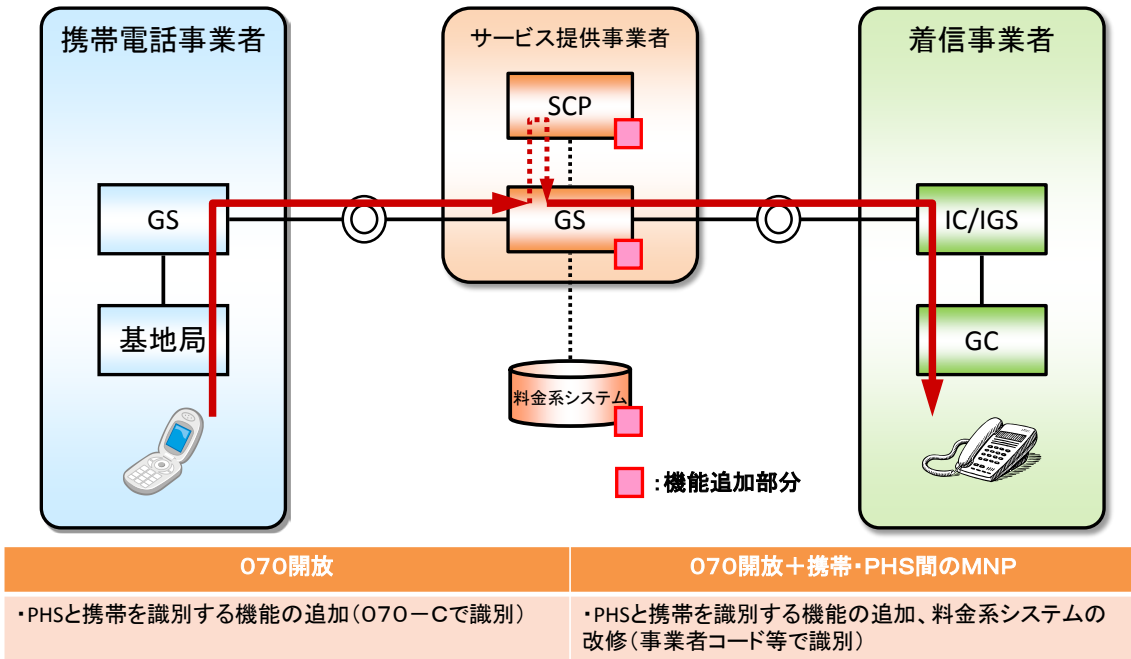 携帯電話事業者
GS
基地局
サービス提供事業者
SCP
GS
料金系システム
着信事業者
IC/IGS
GC
：機能追加部分
０７０開放
・PHSと携帯を識別する機能の追加（０７０－Ｃで識別）
０７０開放＋携帯・PHS間のＭＮＰ
・PHSと携帯を識別する機能の追加、料金系システムの
改修（事業者コード等で識別）